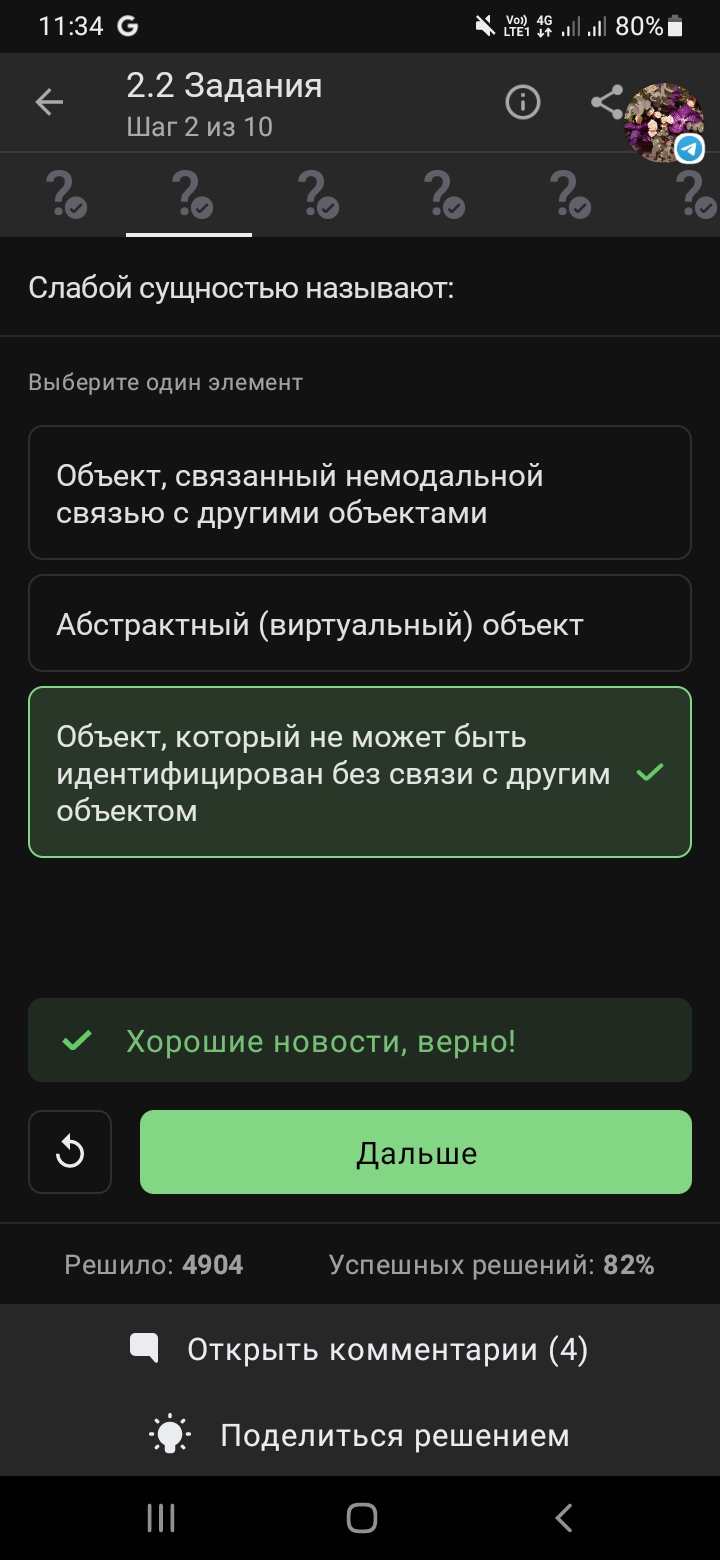 11:34 G Vo)) LTE1 4G 80%
2.2 Задания
Шаг 2 из 10
Слабой сущностью называют:
Выберите один элемент
Объект, связанный немодальной
связью с другими объектами
Абстрактный (виртуальный) объект
Объект, который не может быть
идентифицирован без связи с другим
объектом
Хорошие новости, верно!
Дальше
Решило: 4904 Успешных решений: 82%
Открыть комментарии (4)
Поделиться решением